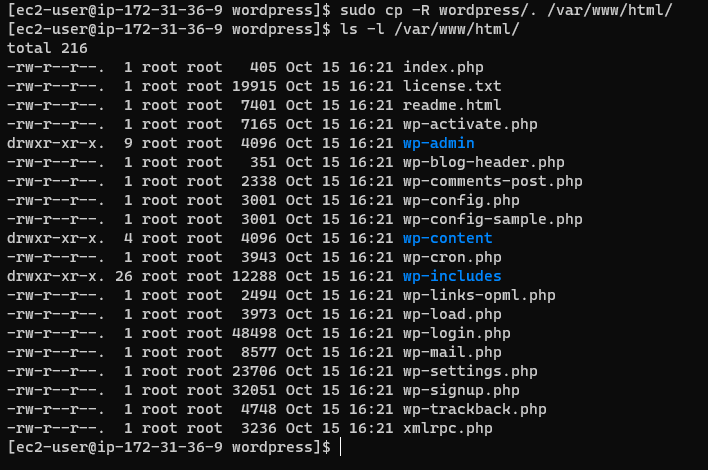 [ec2-user@ip-172-31-36-9 wordpress]$ sudo cp -R wordpress/. /var/www/html/
[ec2-user@ip-172-31-36-9 wordpress]$ ls -l /var/www/html/
total 216
-rw-r--r--.  1 root root   405 Oct 15 16:21 index.php
-rw-r--r--.  1 root root 19915 Oct 15 16:21 license.txt
-rw-r--r--.  1 root root  7401 Oct 15 16:21 readme.html
-rw-r--r--.  1 root root  7165 Oct 15 16:21 wp-activate.php
drwxr-xr-x.  9 root root  4096 Oct 15 16:21 wp-admin
-rw-r--r--.  1 root root   351 Oct 15 16:21 wp-blog-header.php
-rw-r--r--.  1 root root  2338 Oct 15 16:21 wp-comments-post.php
-rw-r--r--.  1 root root  3001 Oct 15 16:21 wp-config.php
-rw-r--r--.  1 root root  3001 Oct 15 16:21 wp-config-sample.php
drwxr-xr-x.  4 root root  4096 Oct 15 16:21 wp-content
-rw-r--r--.  1 root root  3943 Oct 15 16:21 wp-cron.php
drwxr-xr-x. 26 root root 12288 Oct 15 16:21 wp-includes
-rw-r--r--.  1 root root  2494 Oct 15 16:21 wp-links-opml.php
-rw-r--r--.  1 root root  3973 Oct 15 16:21 wp-load.php
-rw-r--r--.  1 root root 48498 Oct 15 16:21 wp-login.php
-rw-r--r--.  1 root root  8577 Oct 15 16:21 wp-mail.php
-rw-r--r--.  1 root root 23706 Oct 15 16:21 wp-settings.php
-rw-r--r--.  1 root root 32051 Oct 15 16:21 wp-signup.php
-rw-r--r--.  1 root root  4748 Oct 15 16:21 wp-trackback.php
-rw-r--r--.  1 root root  3236 Oct 15 16:21 xmlrpc.php
[ec2-user@ip-172-31-36-9 wordpress]$